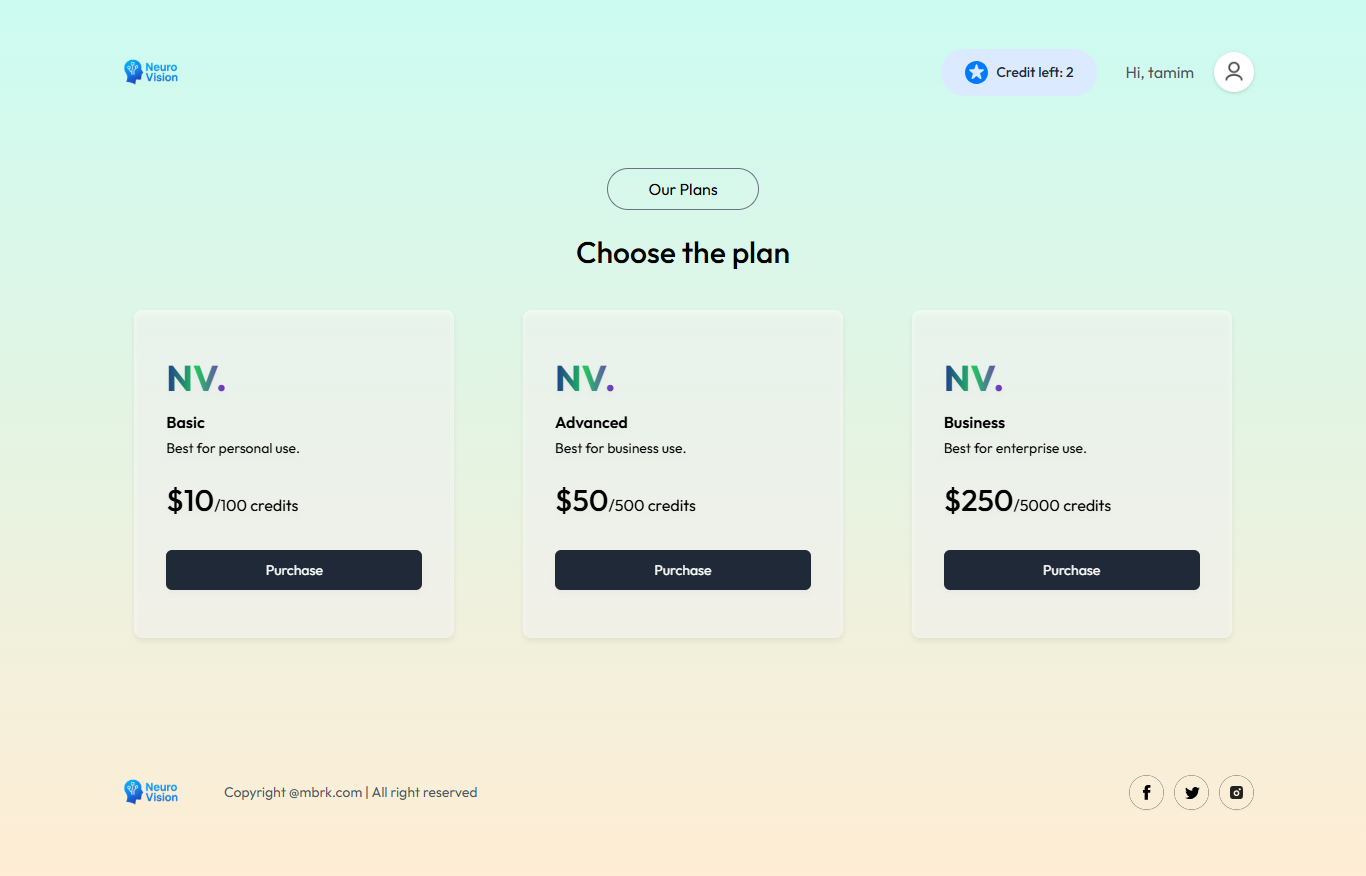 Neuro
Vision
Credit left: 2
Hi, tamim
Our Plans
Choose the plan
NV.
Basic
Best for personal use.
$10/100 credits
Purchase
NV.
Advanced
Best for business use.
$50/500 credits
Purchase
NV.
Business
Best for enterprise use.
$250/5000 credits
Purchase
Neuro
Vision
Copyright @mbrk.com | All right reserved